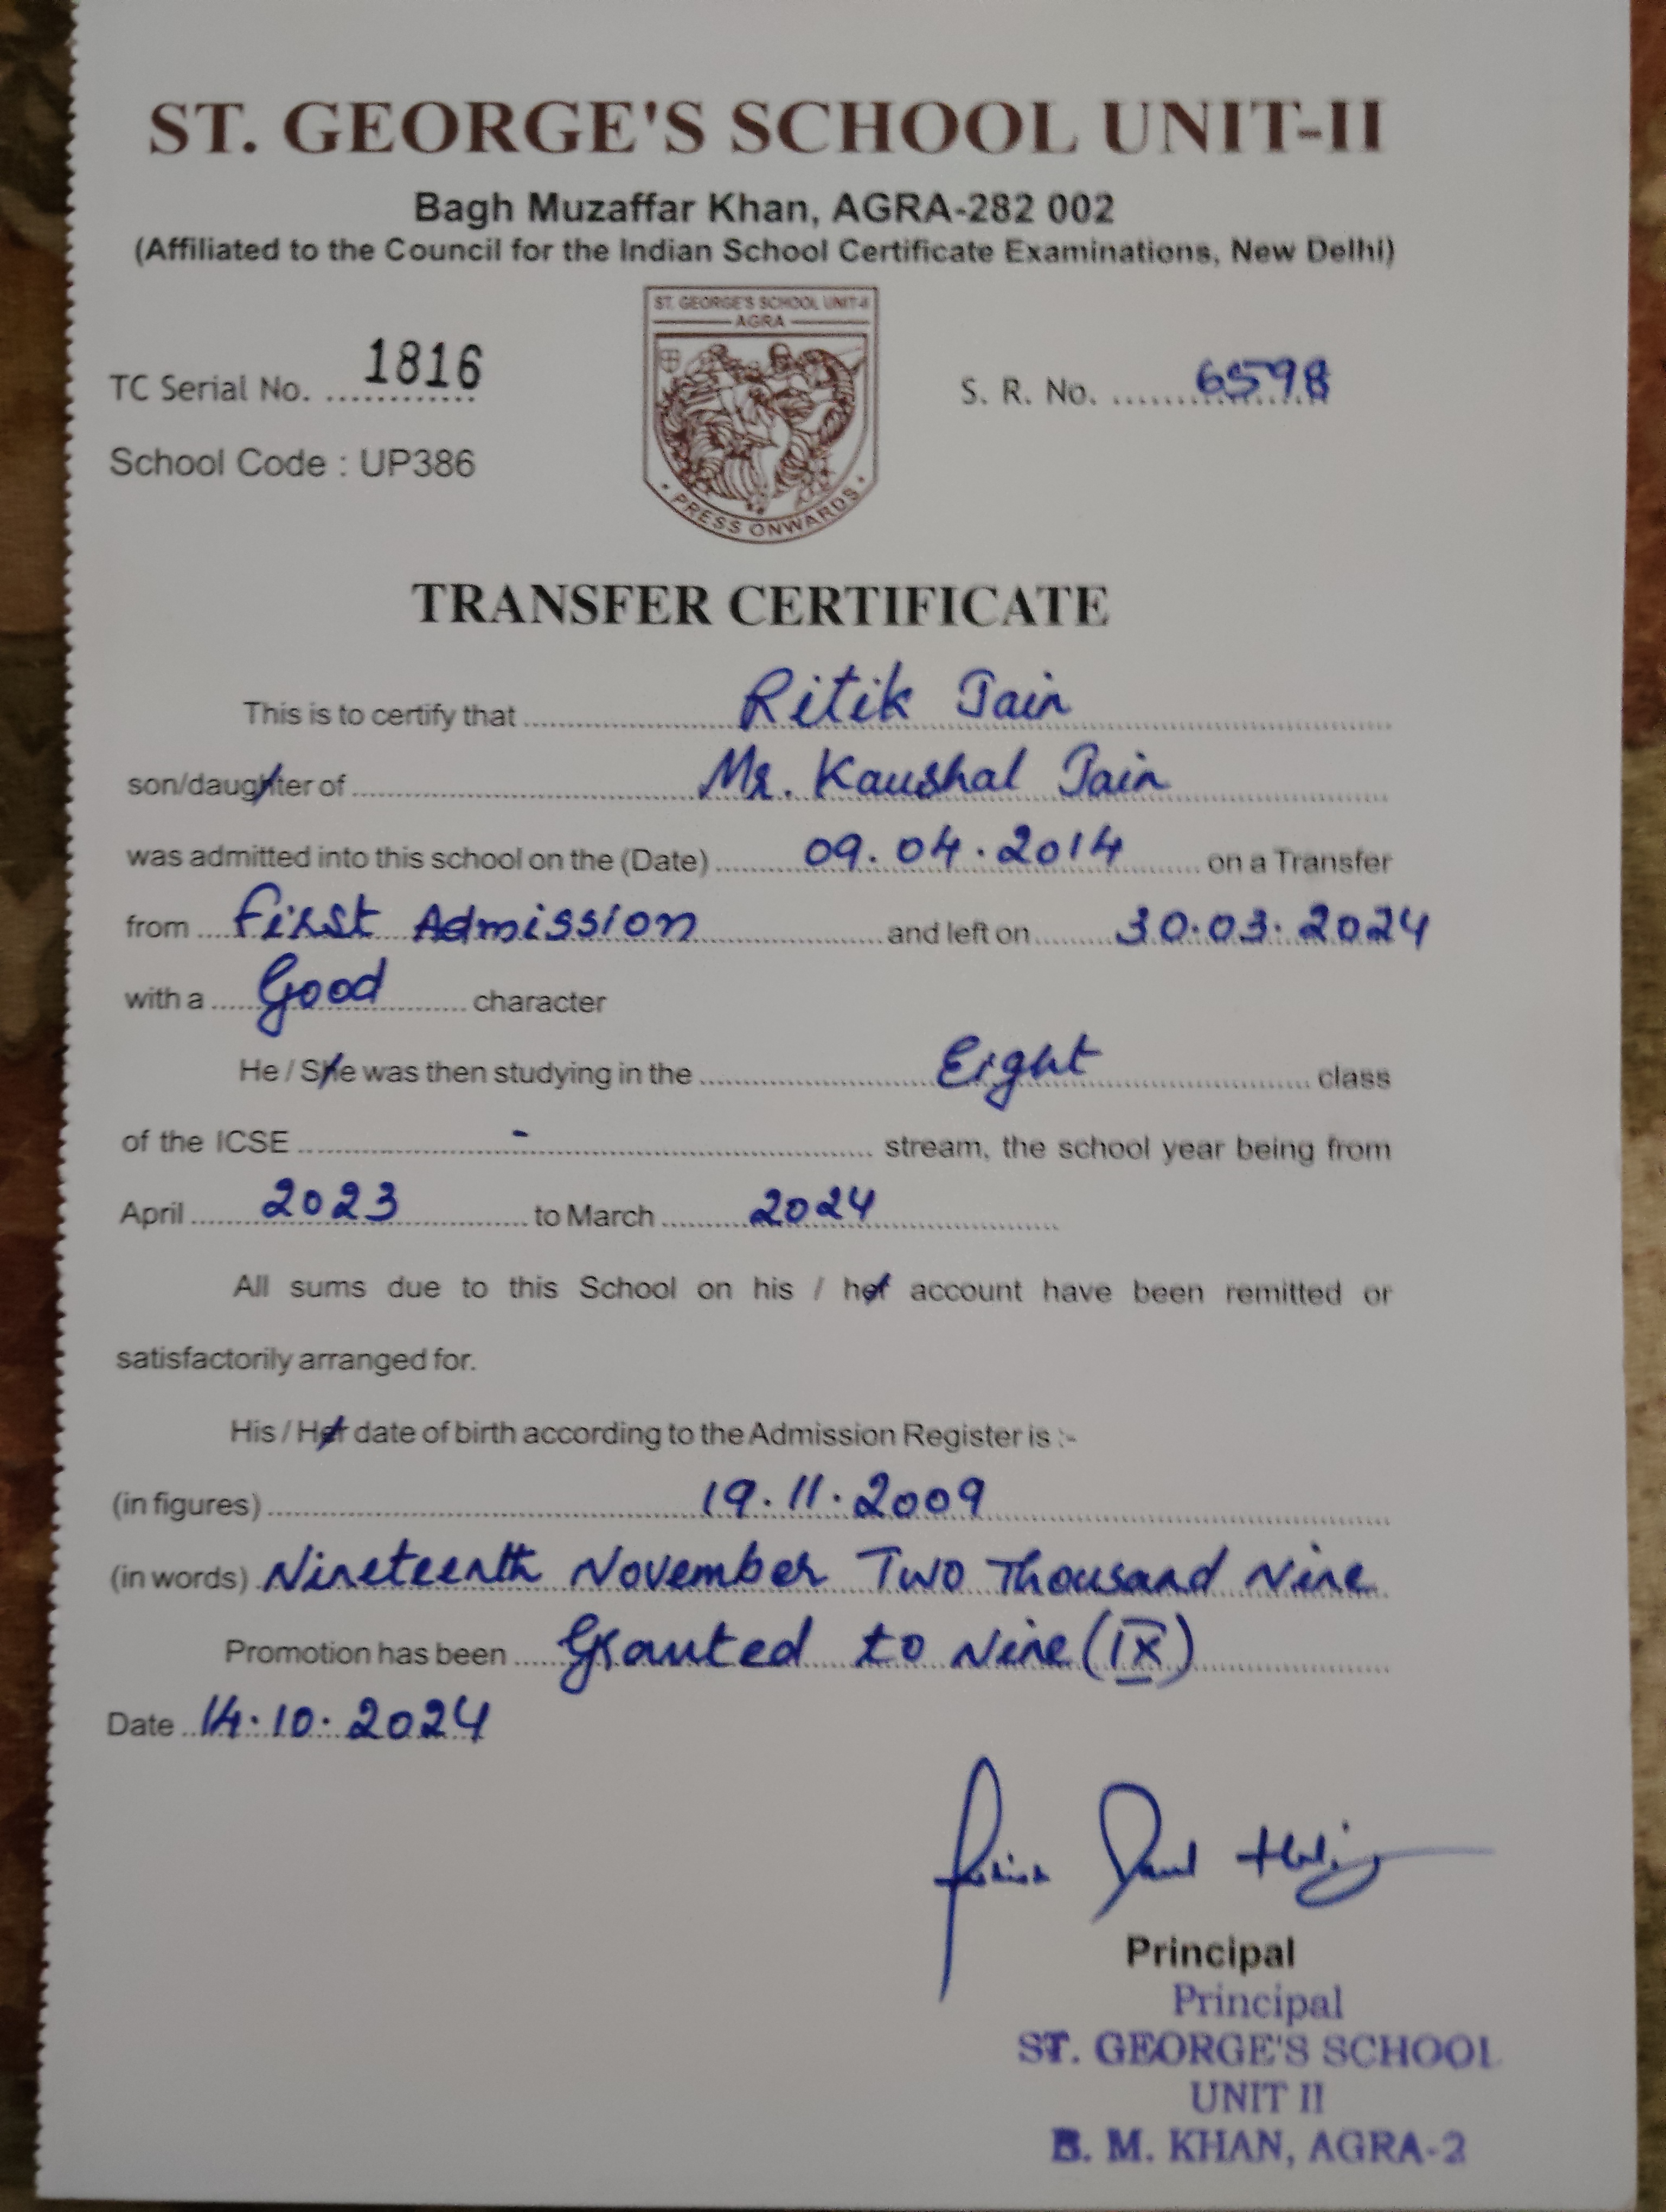 ST. GEORGE'S SCHOOL UNIT-II
Bagh Muzaffar Khan, AGRA-282 002
(Affiliated to the Council for the Indian School Certificate Examinations, New Delhi)
ST. GEORGE'S SCHOOL UNIT-II
AGRA
TC Serial No. 1816
S. R. No. 6598
School Code : UP386
• PRESS ONWARDS •
TRANSFER CERTIFICATE
This is to certify that Ritik Jain
son/daughter of Mr. Kaushal Jain
was admitted into this school on the (Date) 09.04.2014 on a Transfer
from First Admission and left on 30.03.2024
with a Good character
He / She was then studying in the Eight class
of the ICSE - stream, the school year being from
April 2023 to March 2024
All sums due to this School on his / her account have been remitted or
satisfactorily arranged for.
His / Her date of birth according to the Admission Register is :-
(in figures) 19.11.2009
(in words) Nineteenth November Two Thousand Nine
Promotion has been Granted to Nine (IX)
Date 14.10.2024
Principal
Principal
ST. GEORGE'S SCHOOL
UNIT II
B. M. KHAN, AGRA-2